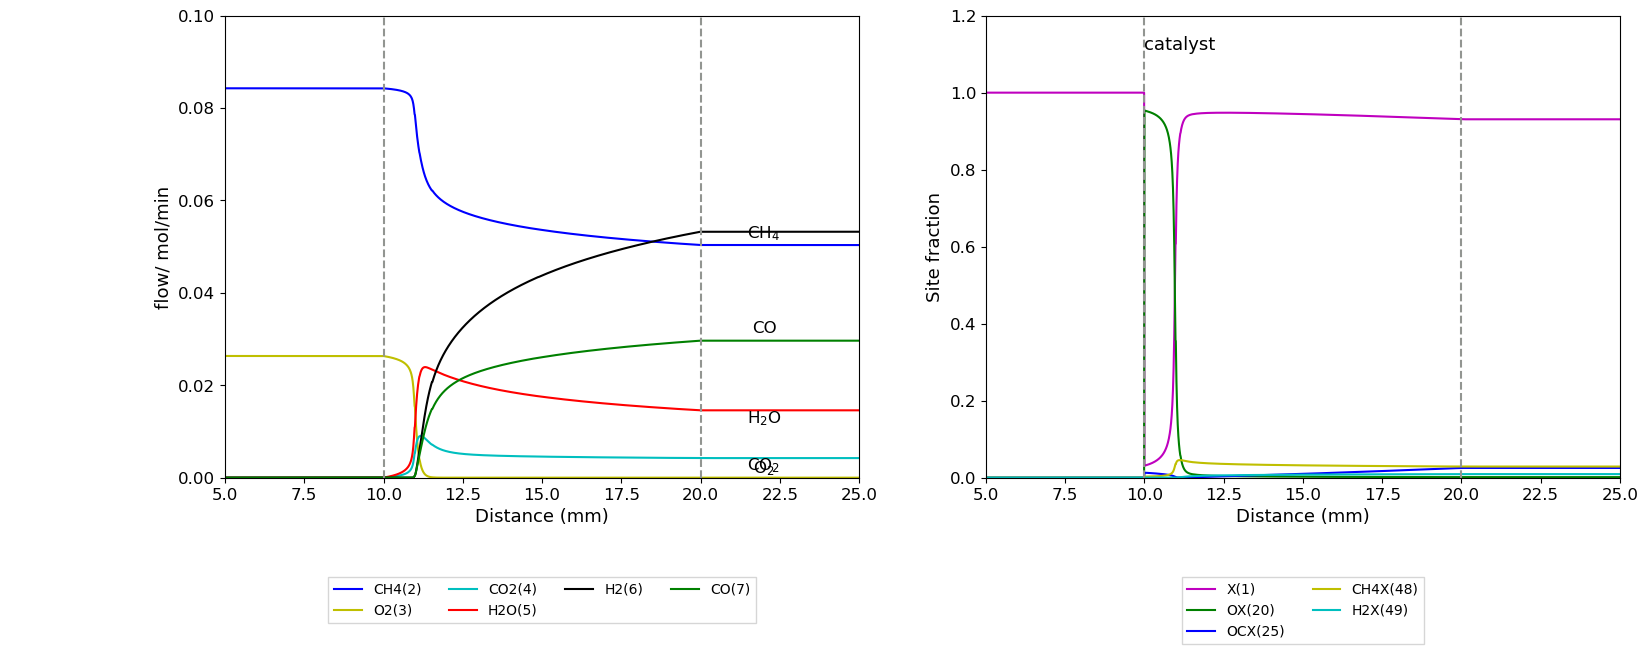 0.10
0.08
0.06
0.04
0.02
0.00
flow/ mol/min
CH₄
CO
H₂O
CO₂
O₂
5.0 7.5 10.0 12.5 15.0 17.5 20.0 22.5 25.0
Distance (mm)
CH4(2) CO2(4) H2(6) CO(7)
O2(3) H2O(5)
1.2
1.0
0.8
0.6
0.4
0.2
0.0
Site fraction
catalyst
5.0 7.5 10.0 12.5 15.0 17.5 20.0 22.5 25.0
Distance (mm)
X(1) CH4X(48)
OX(20) H2X(49)
OCX(25)